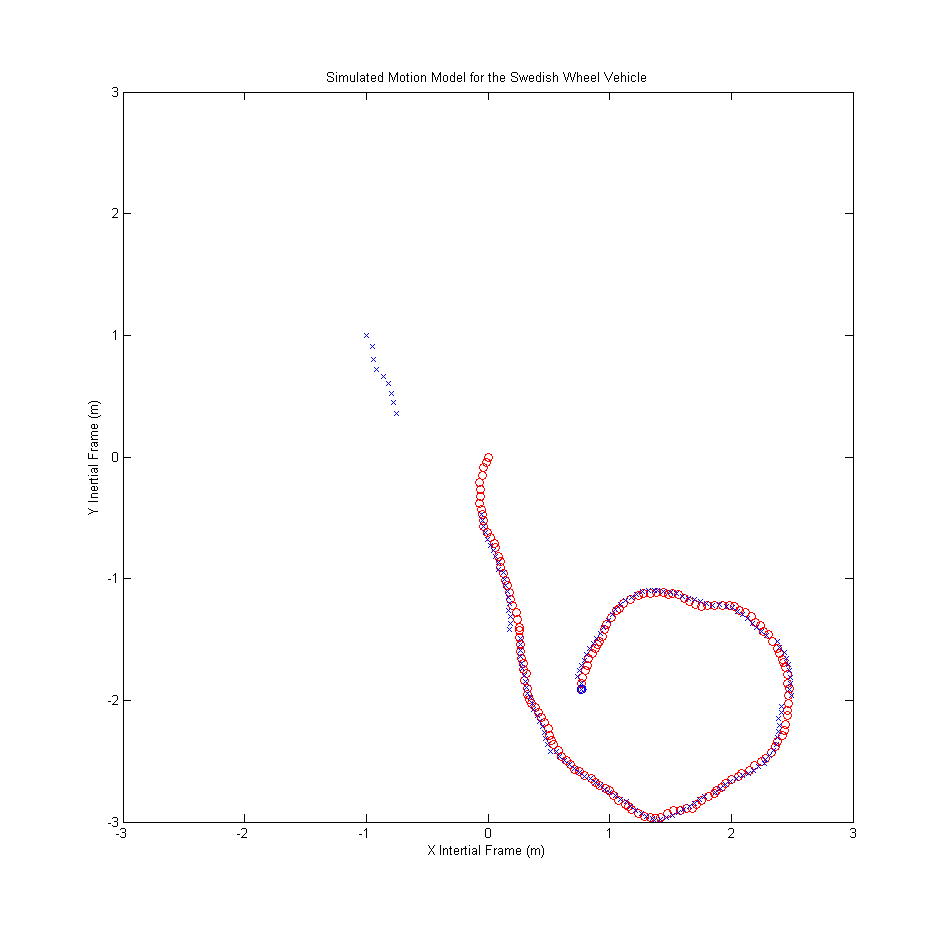 Simulated Motion Model for the Swedish Wheel Vehicle
3
2
1
0
-1
-2
-3
Y Inertial Frame (m)
-3 -2 -1 0 1 2 3
X Intertial Frame (m)